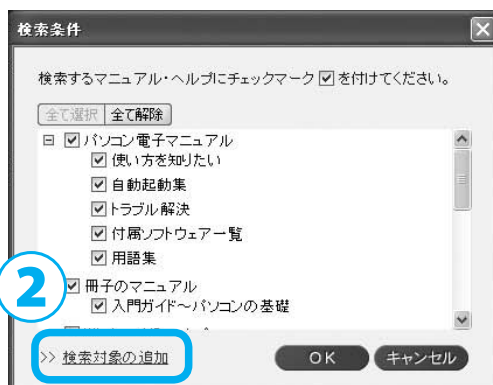 検索条件
検索するマニュアル・ヘルプにチェックマーク☑を付けてください。
全て選択 全て解除
パソコン電子マニュアル
使い方を知りたい
自動起動集
トラブル解決
付属ソフトウェア一覧
用語集
2
冊子のマニュアル
入門ガイド～パソコンの基礎
>> 検索対象の追加
OK キャンセル